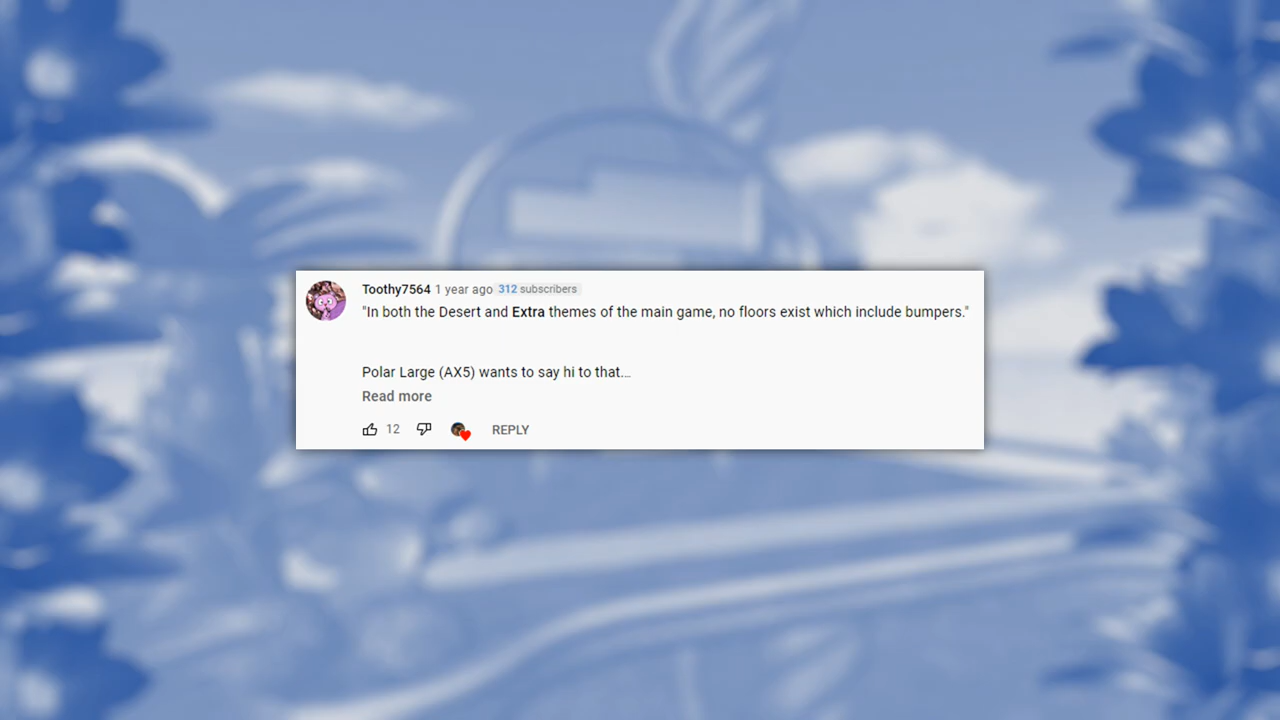 Toothy7564 1 year ago 312 subscribers
"In both the Desert and Extra themes of the main game, no floors exist which include bumpers."
Polar Large (AX5) wants to say hi to that...
Read more
12 REPLY